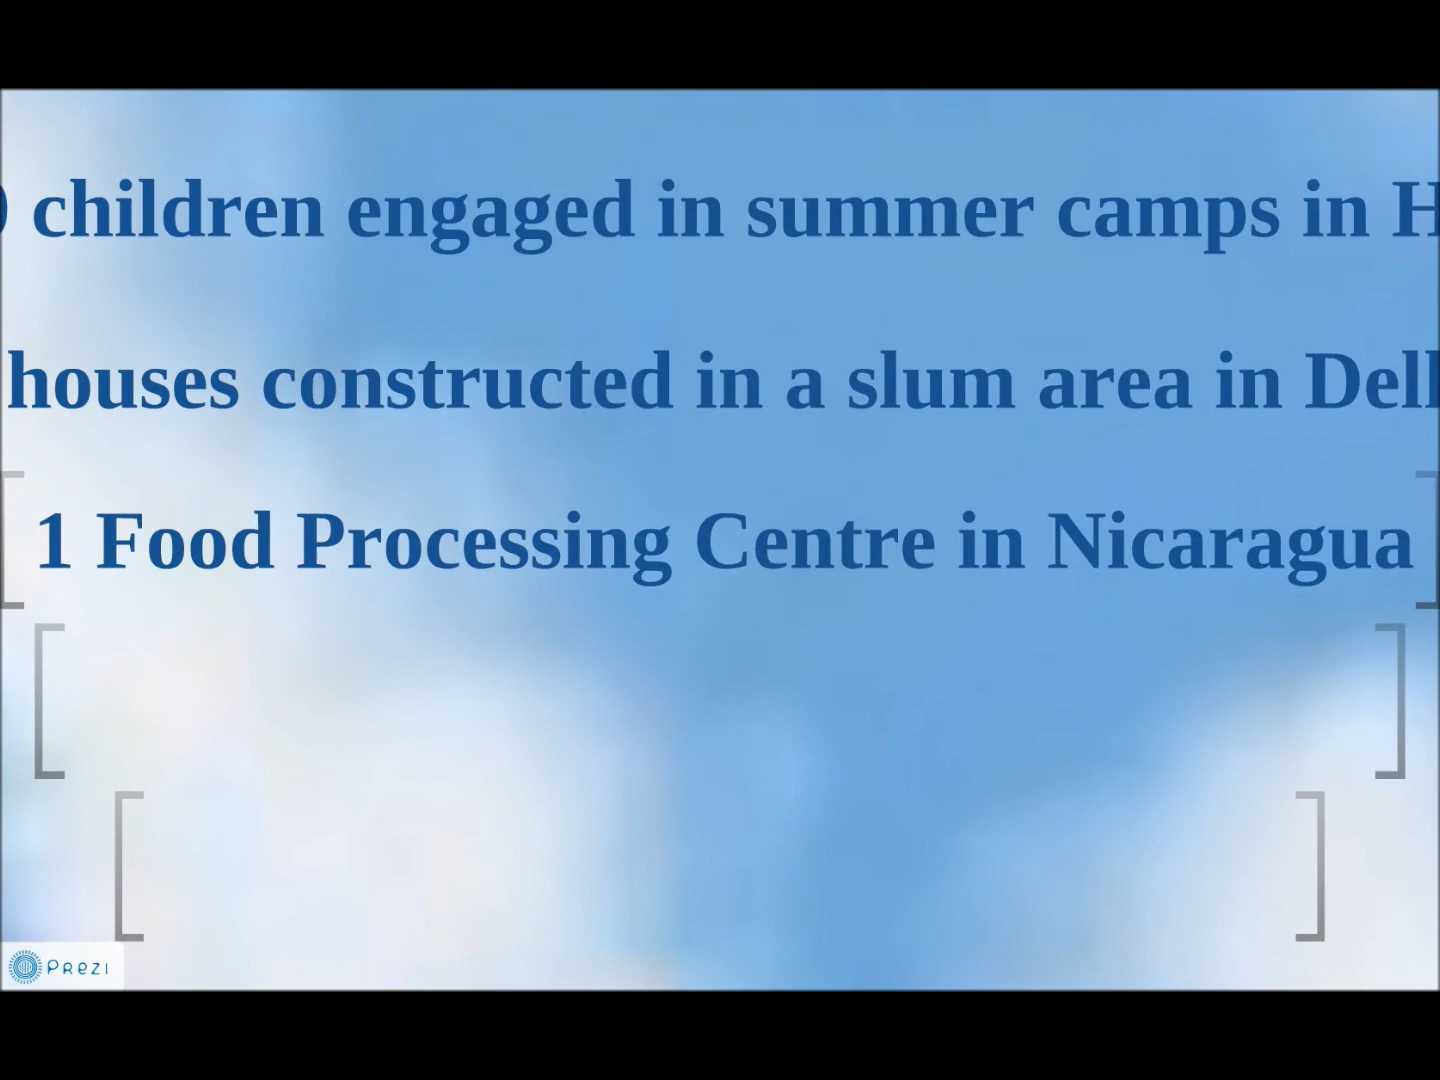 children engaged in summer camps in
houses constructed in a slum area in
1 Food Processing Centre in Nicaragua
Prezi